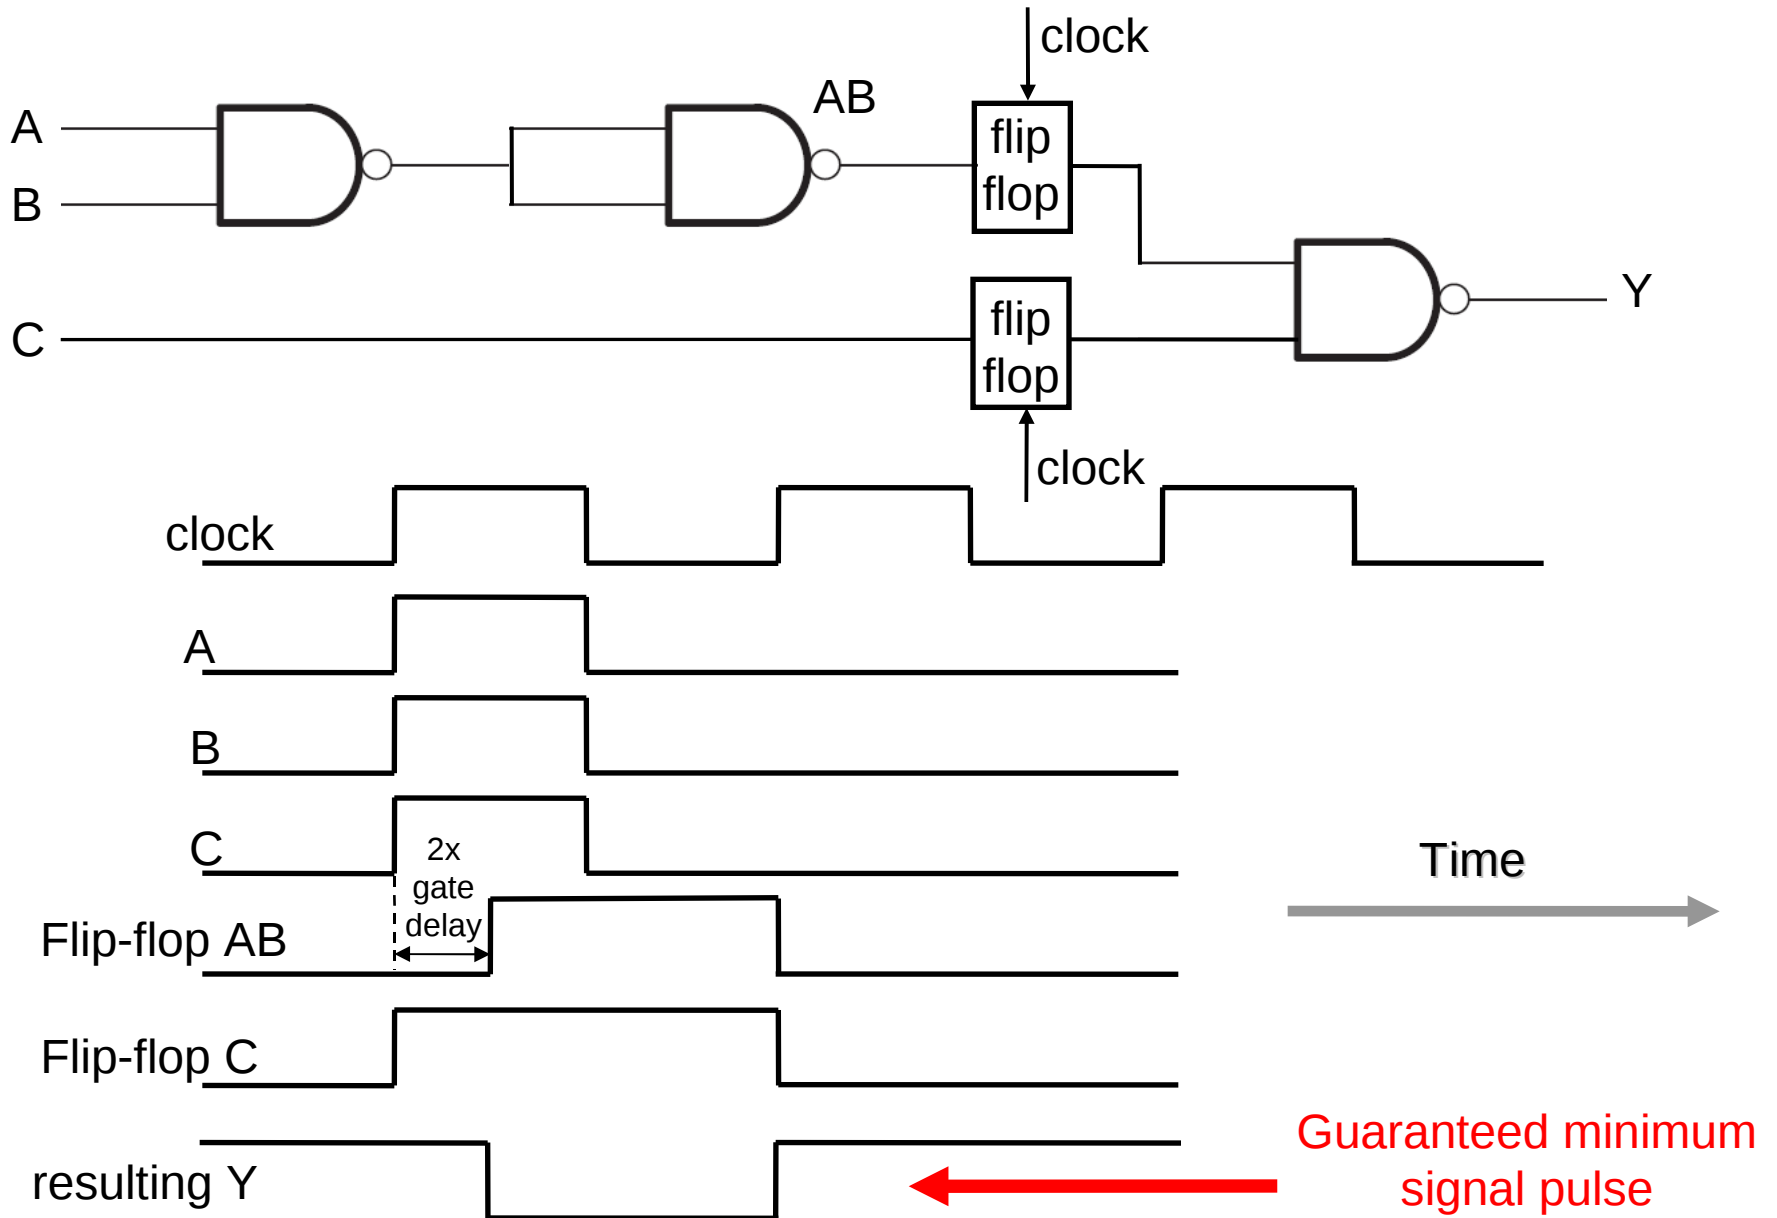 clock
AB
A
B
flip
flop
Y
C
flip
flop
clock
clock
A
B
C
2x
gate
delay
Time
Flip-flop AB
Flip-flop C
resulting Y
Guaranteed minimum
signal pulse